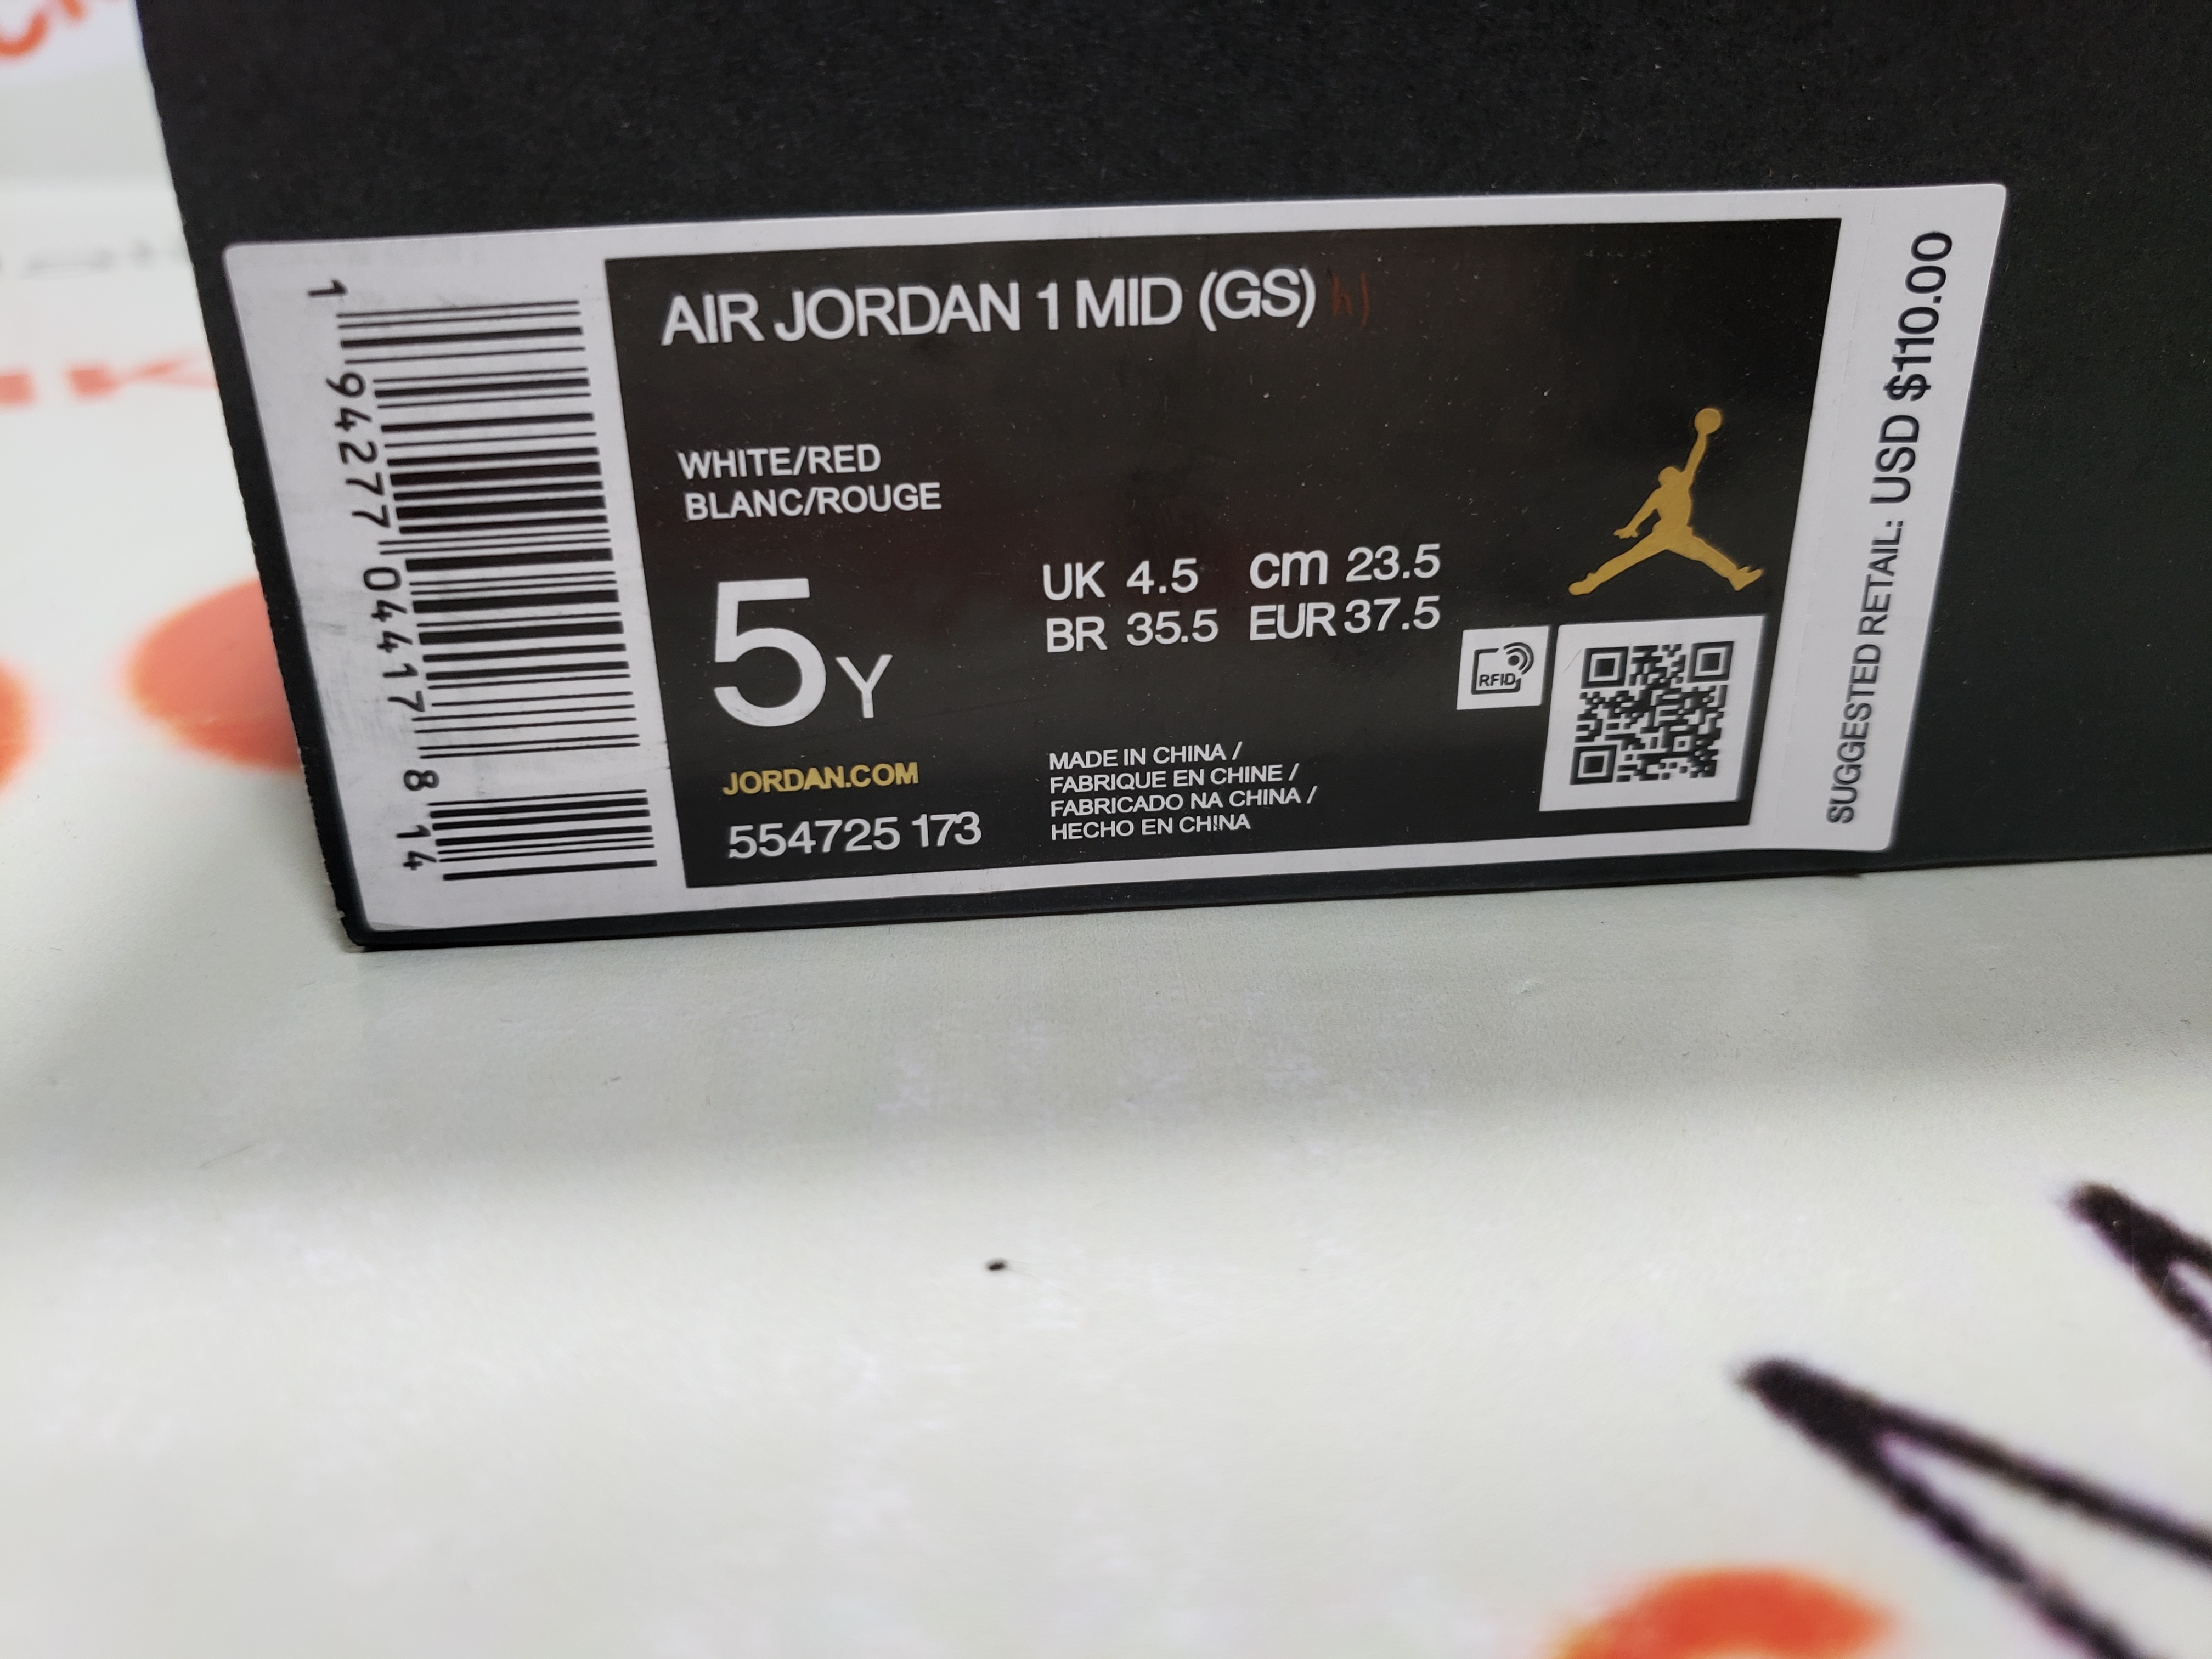 AIR JORDAN 1 MID (GS)
WHITE/RED
BLANC/ROUGE
5Y
UK 4.5 cm 23.5
BR 35.5 EUR 37.5
JORDAN.COM
554725 173
MADE IN CHINA /
FABRIQUE EN CHINE /
FABRICADO NA CHINA /
HECHO EN CHINA
RFID
SUGGESTED RETAIL: USD $110.00
1 94277 04417 8 14